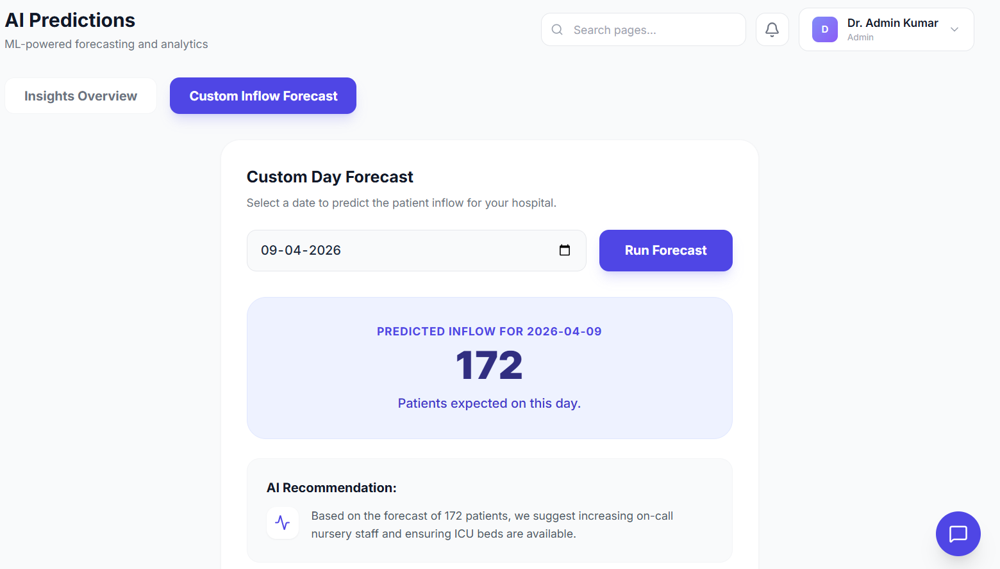 AI Predictions
ML-powered forecasting and analytics
Search pages...
D
Dr. Admin Kumar
Admin
Insights Overview
Custom Inflow Forecast
Custom Day Forecast
Select a date to predict the patient inflow for your hospital.
09-04-2026
Run Forecast
PREDICTED INFLOW FOR 2026-04-09
172
Patients expected on this day.
AI Recommendation:
Based on the forecast of 172 patients, we suggest increasing on-call
nursery staff and ensuring ICU beds are available.